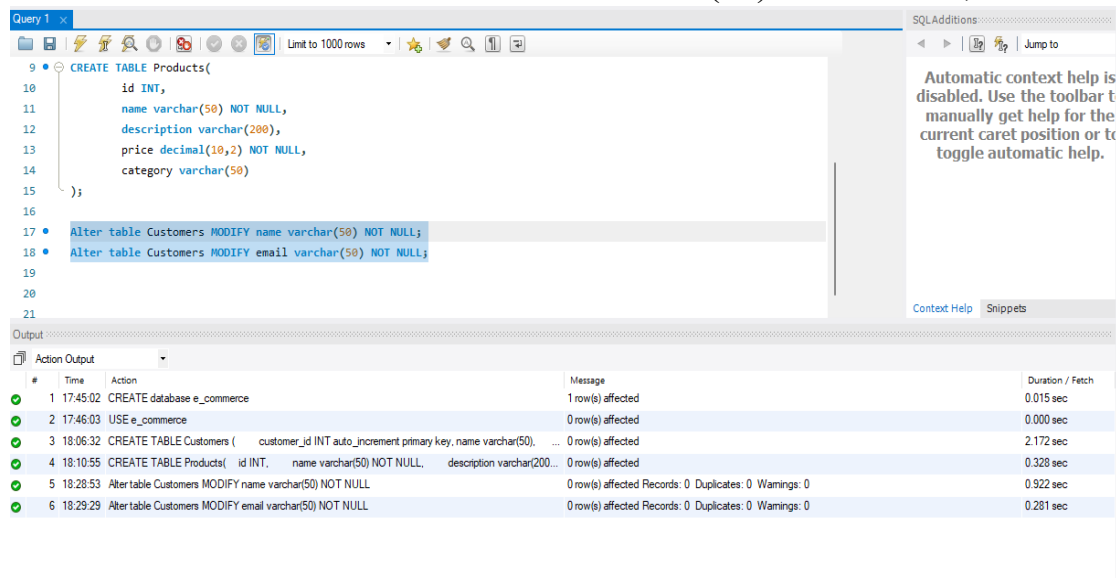 Query 1
SQLAdditions
Limit to 1000 rows
Jump to
9 CREATE TABLE Products(
10 id INT,
11 name varchar(50) NOT NULL,
12 description varchar(200),
13 price decimal(10,2) NOT NULL,
14 category varchar(50)
15 );
16
17 Alter table Customers MODIFY name varchar(50) NOT NULL;
18 Alter table Customers MODIFY email varchar(50) NOT NULL;
19
20
21
Automatic context help is
disabled. Use the toolbar t
manually get help for the
current caret position or to
toggle automatic help.
Context Help Snippets
Output
Action Output
# Time Action Message Duration / Fetch
1 17:45:02 CREATE database e_commerce 1 row(s) affected 0.015 sec
2 17:46:03 USE e_commerce 0 row(s) affected 0.000 sec
3 18:06:32 CREATE TABLE Customers ( customer_id INT auto_increment primary key, name varchar(50), ... 0 row(s) affected 2.172 sec
4 18:10:55 CREATE TABLE Products( id INT, name varchar(50) NOT NULL, description varchar(200... 0 row(s) affected 0.328 sec
5 18:28:53 Alter table Customers MODIFY name varchar(50) NOT NULL 0 row(s) affected Records: 0 Duplicates: 0 Warnings: 0 0.922 sec
6 18:29:29 Alter table Customers MODIFY email varchar(50) NOT NULL 0 row(s) affected Records: 0 Duplicates: 0 Warnings: 0 0.281 sec